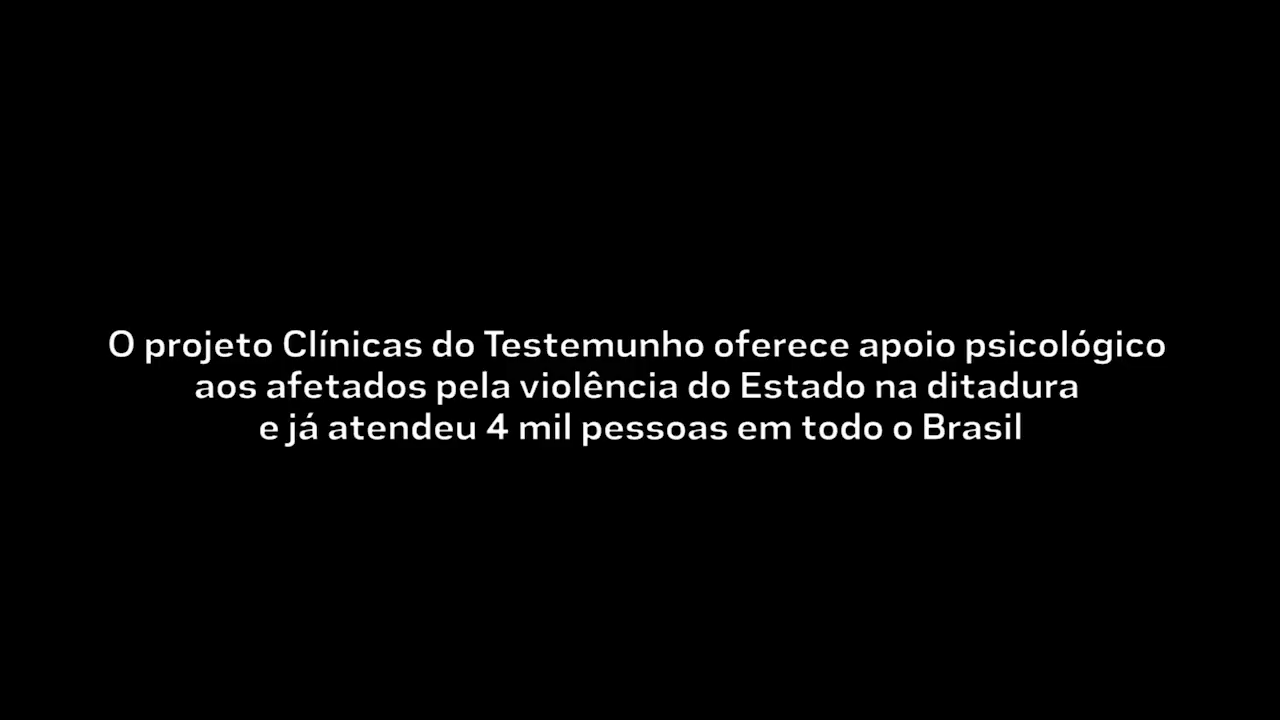 O projeto Clínicas do Testemunho oferece apoio psicológico
aos afetados pela violência do Estado na ditadura
e já atendeu 4 mil pessoas em todo o Brasil